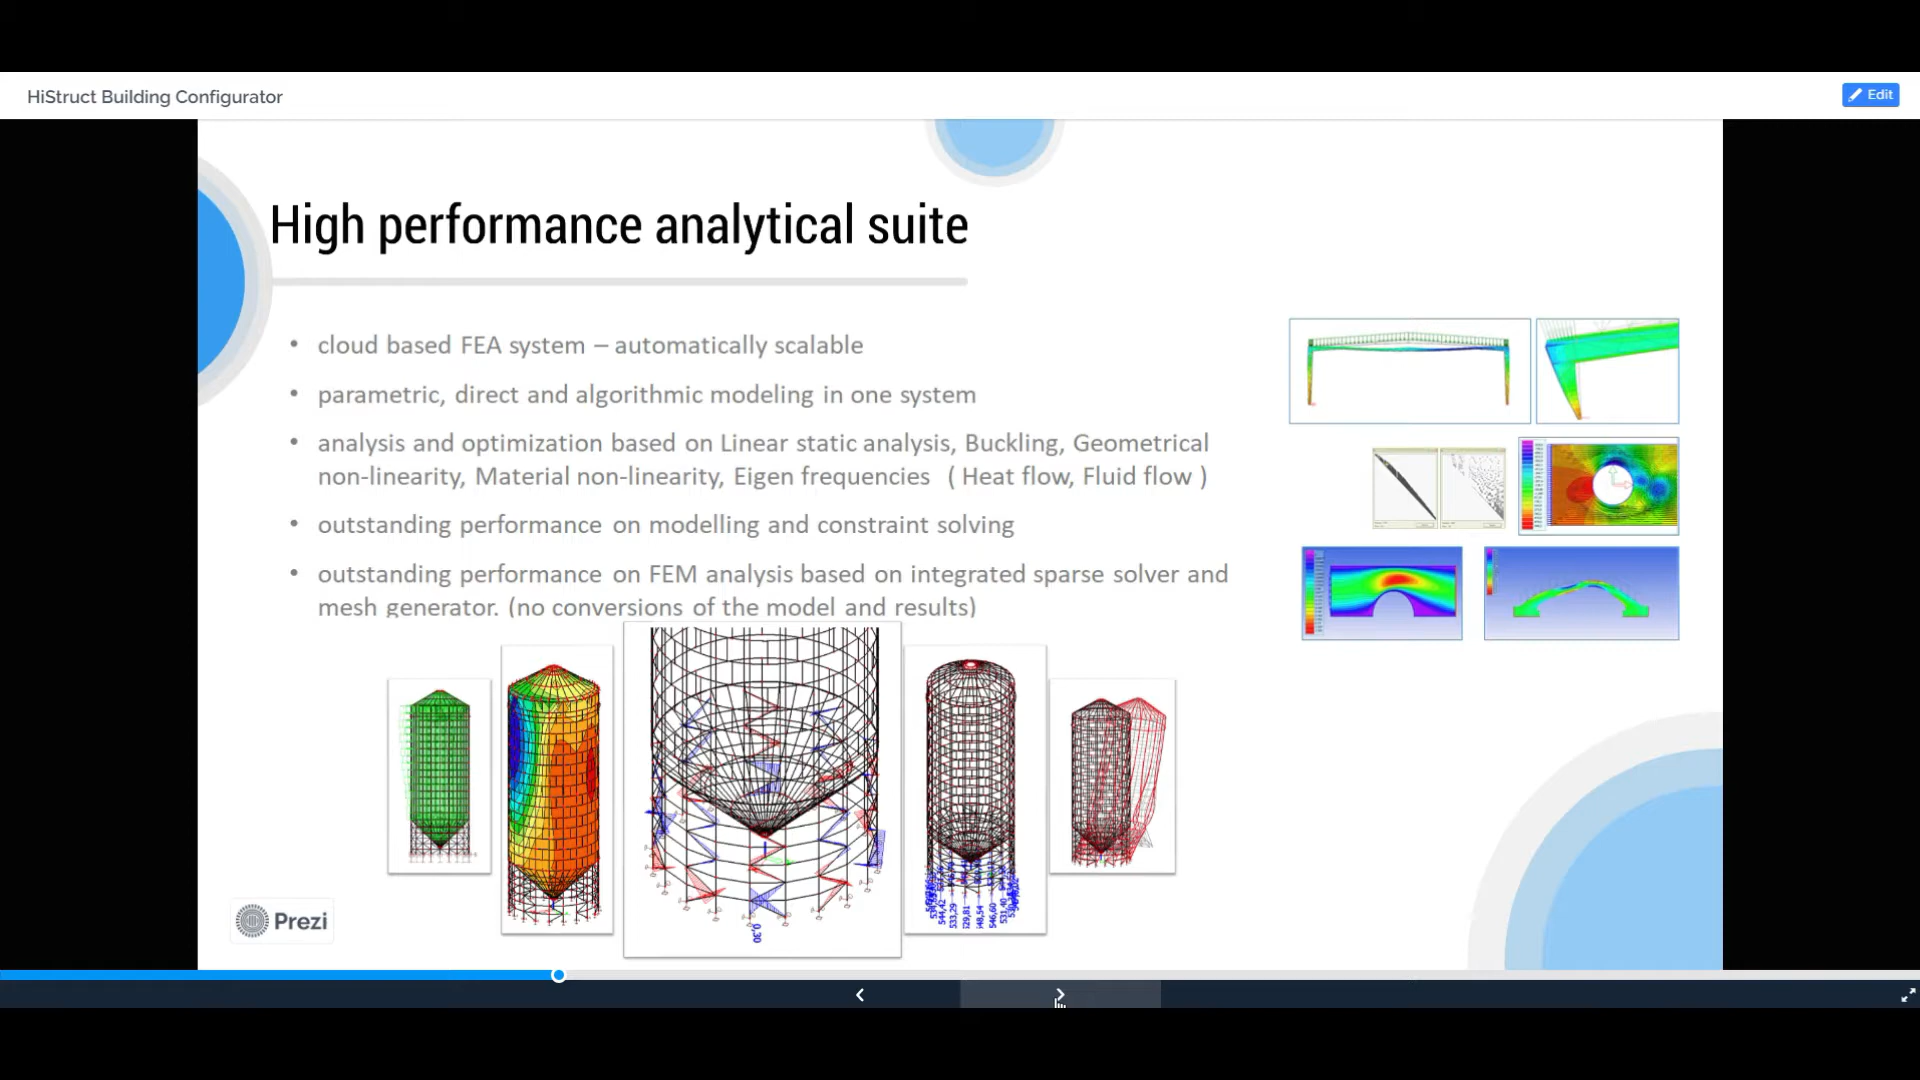 HiStruct Building Configurator
Edit
High performance analytical suite
• cloud based FEA system – automatically scalable
• parametric, direct and algorithmic modeling in one system
• analysis and optimization based on Linear static analysis, Buckling, Geometrical
non-linearity, Material non-linearity, Eigen frequencies ( Heat flow, Fluid flow )
• outstanding performance on modelling and constraint solving
• outstanding performance on FEM analysis based on integrated sparse solver and
mesh generator. (no conversions of the model and results)
0,30
Prezi